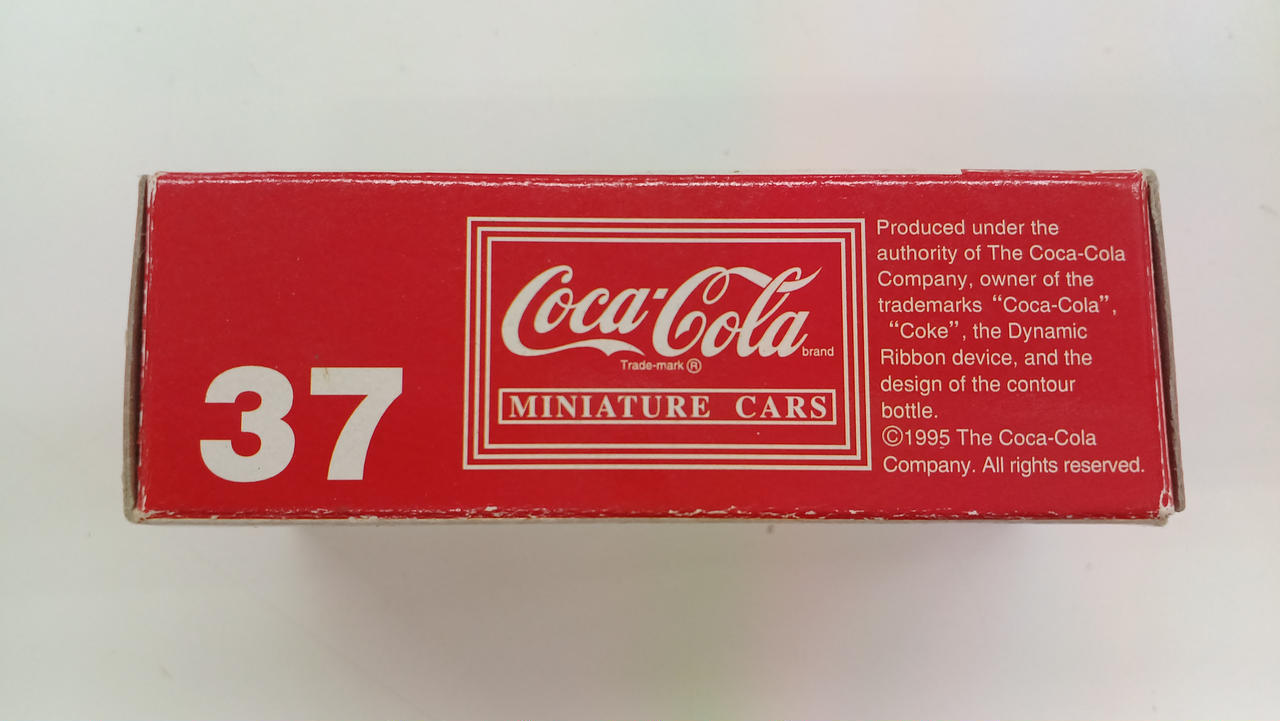 37
Coca-Cola
brand
Trade-mark ®
MINIATURE CARS
Produced under the
authority of The Coca-Cola
Company, owner of the
trademarks “Coca-Cola”,
“Coke”, the Dynamic
Ribbon device, and the
design of the contour
bottle.
©1995 The Coca-Cola
Company. All rights reserved.